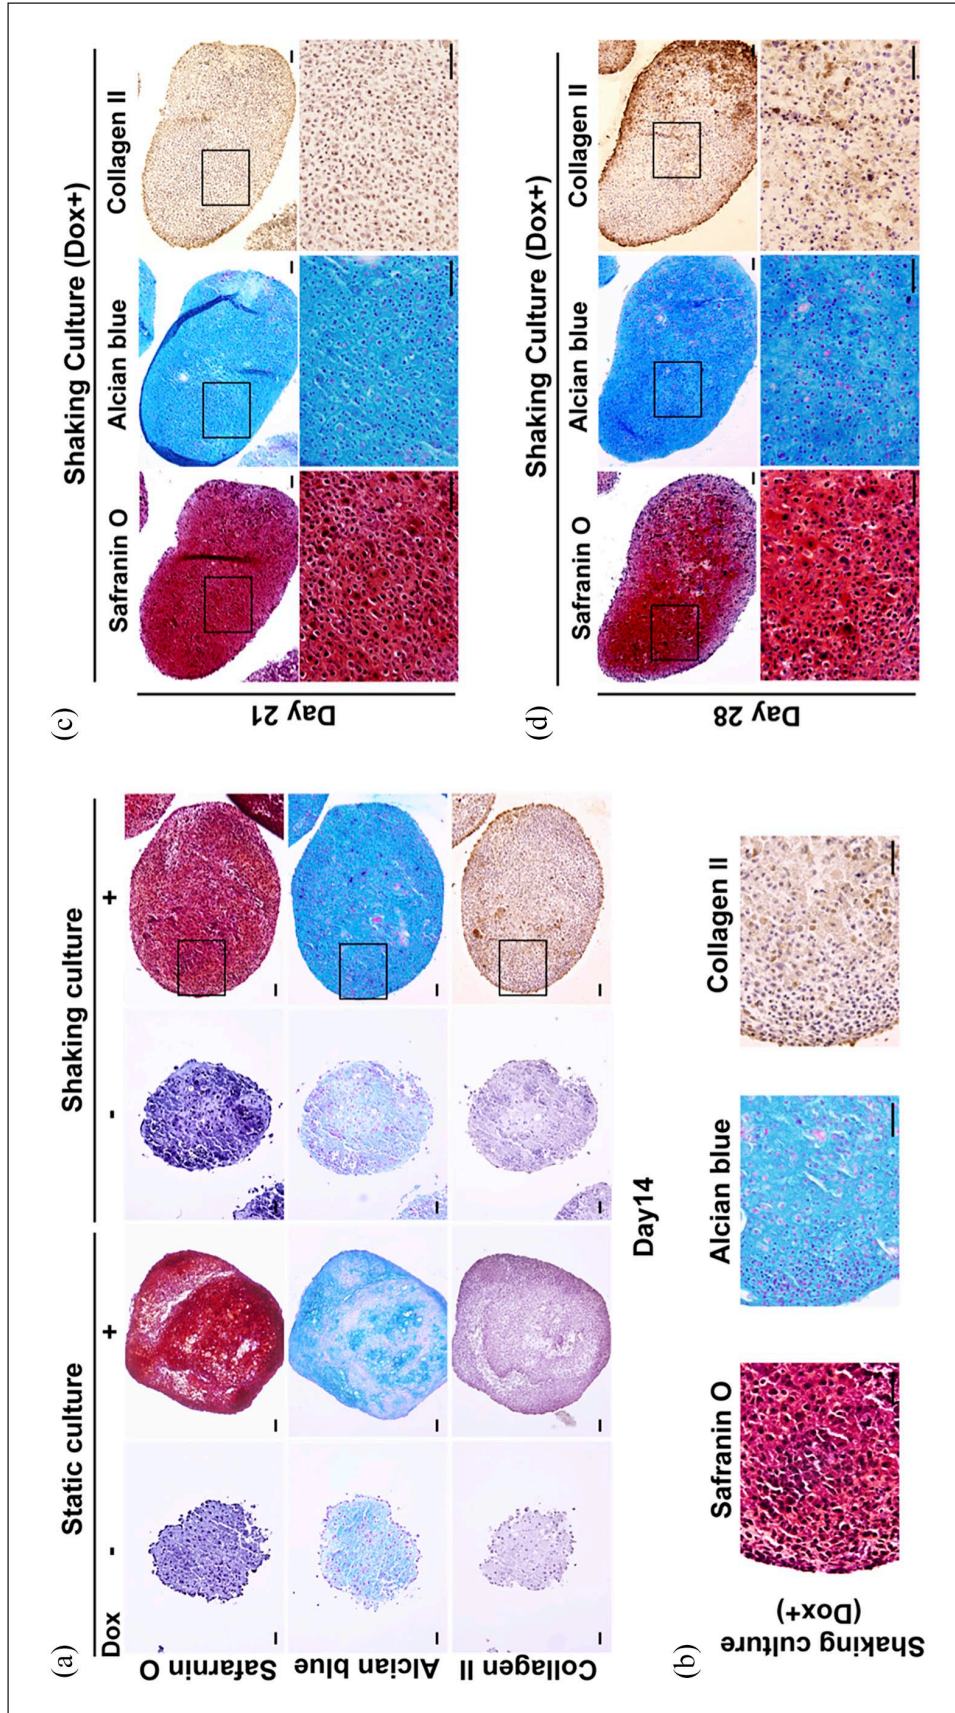 (a)
Static culture
Shaking culture
Dox
-
+
-
+
Safarnin O
Alcian blue
Collagen II
Day14
(b)
Safranin O
Alcian blue
Collagen II
Shaking culture
(Dox+)
(c)
Shaking Culture (Dox+)
Safranin O
Alcian blue
Collagen II
Day 21
(d)
Shaking Culture (Dox+)
Safranin O
Alcian blue
Collagen II
Day 28